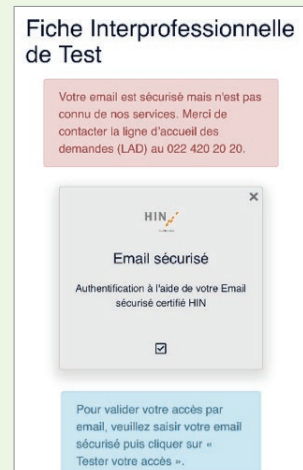 Fiche Interprofessionnelle
de Test
Votre email est sécurisé mais n'est pas
connu de nos services. Merci de
contacter la ligne d'accueil des
demandes (LAD) au 022 420 20 20.
×
HIN
Email sécurisé
Authentification à l'aide de votre Email
sécurisé certifié HIN
Pour valider votre accès par
email, veuillez saisir votre email
sécurisé puis cliquer sur «
Tester votre accès ».